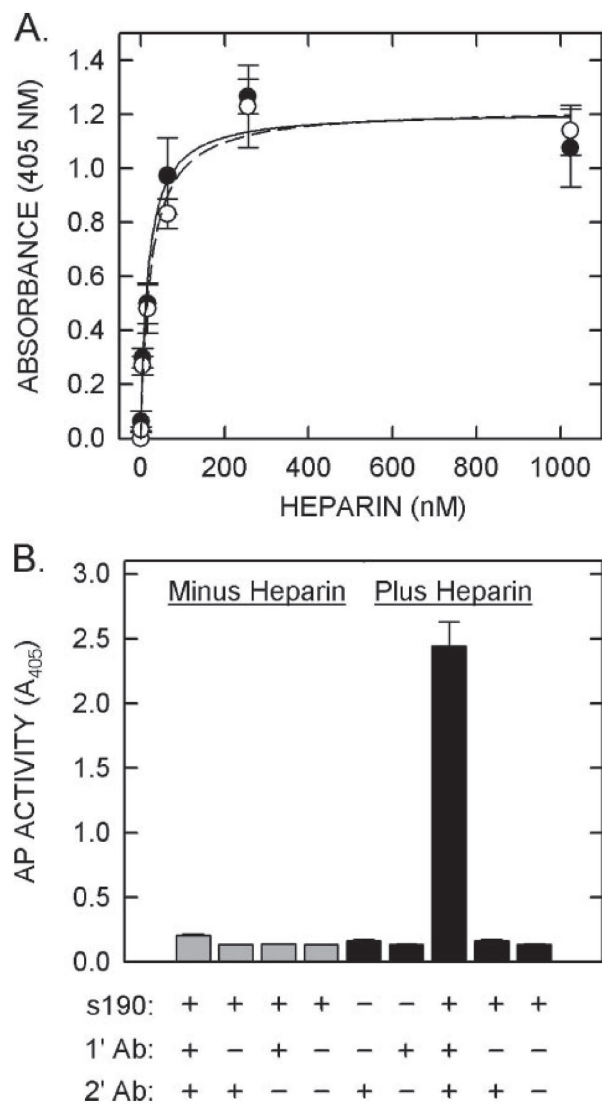 A.
ABSORBANCE (405 NM)
1.4
1.2
1.0
0.8
0.6
0.4
0.2
0.0
0 200 400 600 800 1000
HEPARIN (nM)
B.
AP ACTIVITY (A405)
3.0
2.5
2.0
1.5
1.0
0.5
0.0
Minus Heparin Plus Heparin
s190: + + + + − − + + +
1' Ab: + − + − − + + − −
2' Ab: + + − − + − + + −